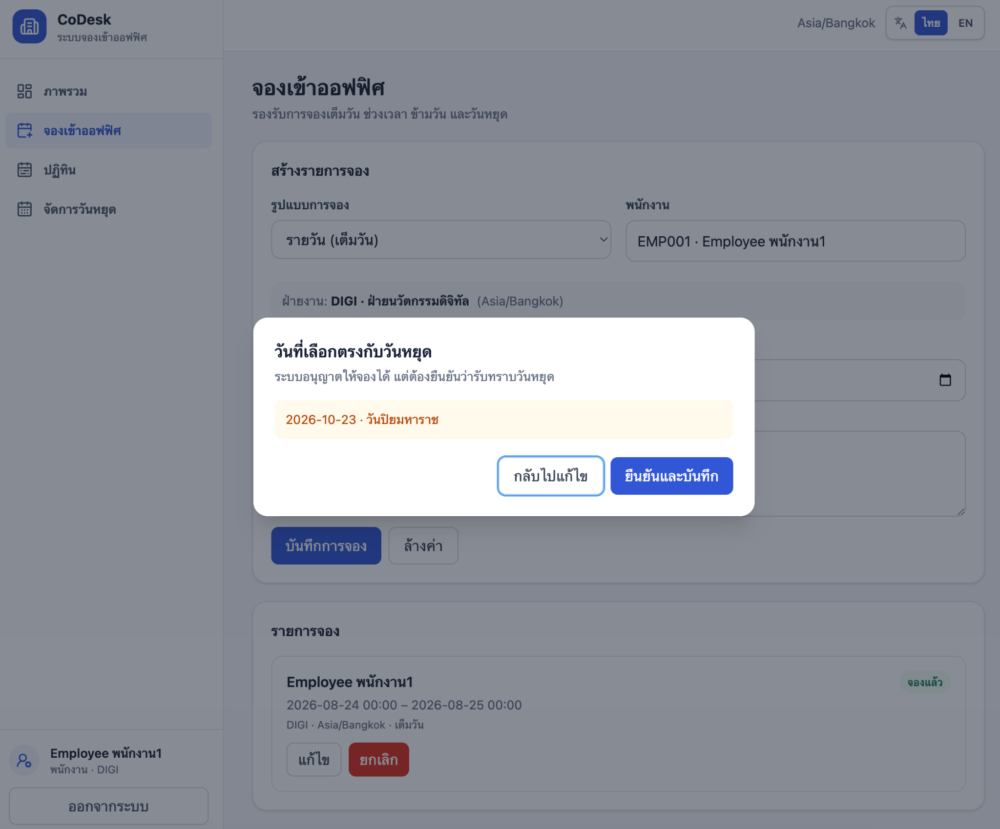 CoDesk
ระบบจองเข้าออฟฟิศ
Asia/Bangkok
ไทย
EN
ภาพรวม
จองเข้าออฟฟิศ
ปฏิทิน
จัดการวันหยุด
จองเข้าออฟฟิศ
รองรับการจองเต็มวัน ช่วงเวลา ข้ามวัน และวันหยุด
สร้างรายการจอง
รูปแบบการจอง
พนักงาน
รายวัน (เต็มวัน)
EMP001 · Employee พนักงาน1
ฝ่ายงาน: DIGI · ฝ่ายนวัตกรรมดิจิทัล (Asia/Bangkok)
วันที่เลือกตรงกับวันหยุด
ระบบอนุญาตให้จองได้ แต่ต้องยืนยันว่ารับทราบวันหยุด
2026-10-23 · วันปิยมหาราช
กลับไปแก้ไข
ยืนยันและบันทึก
บันทึกการจอง
ล้างค่า
รายการจอง
Employee พนักงาน1
จองแล้ว
2026-08-24 00:00 – 2026-08-25 00:00
DIGI · Asia/Bangkok · เต็มวัน
แก้ไข
ยกเลิก
Employee พนักงาน1
พนักงาน · DIGI
ออกจากระบบ